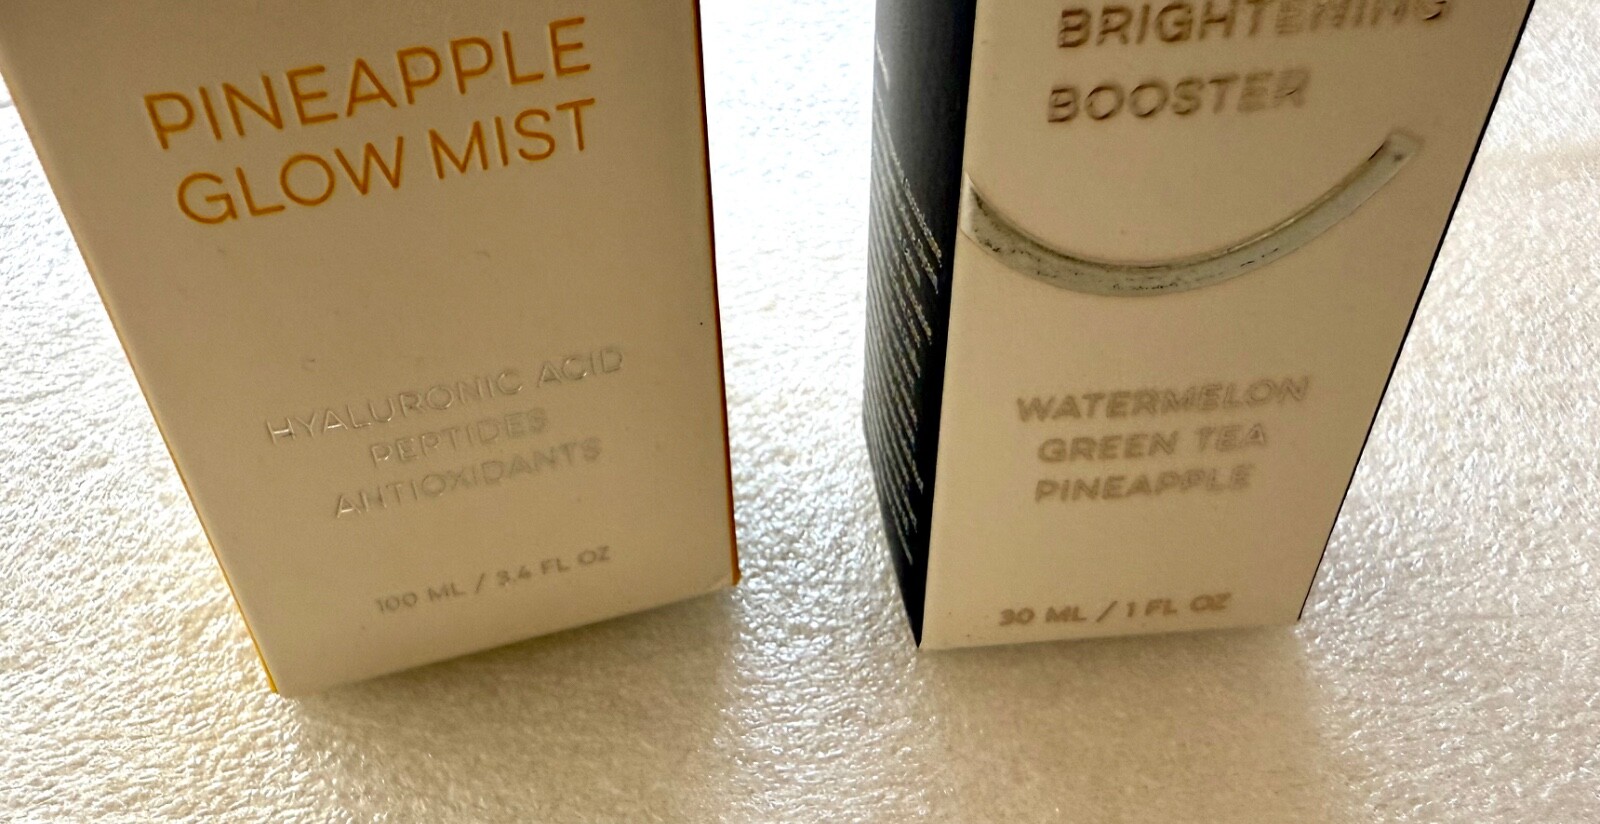 PINEAPPLE
GLOW MIST
HYALURONIC ACID
PEPTIDES
ANTIOXIDANTS
100 ML / 3.4 FL OZ
BRIGHTENING
BOOSTER
WATERMELON
GREEN TEA
PINEAPPLE
30 ML / 1 FL OZ